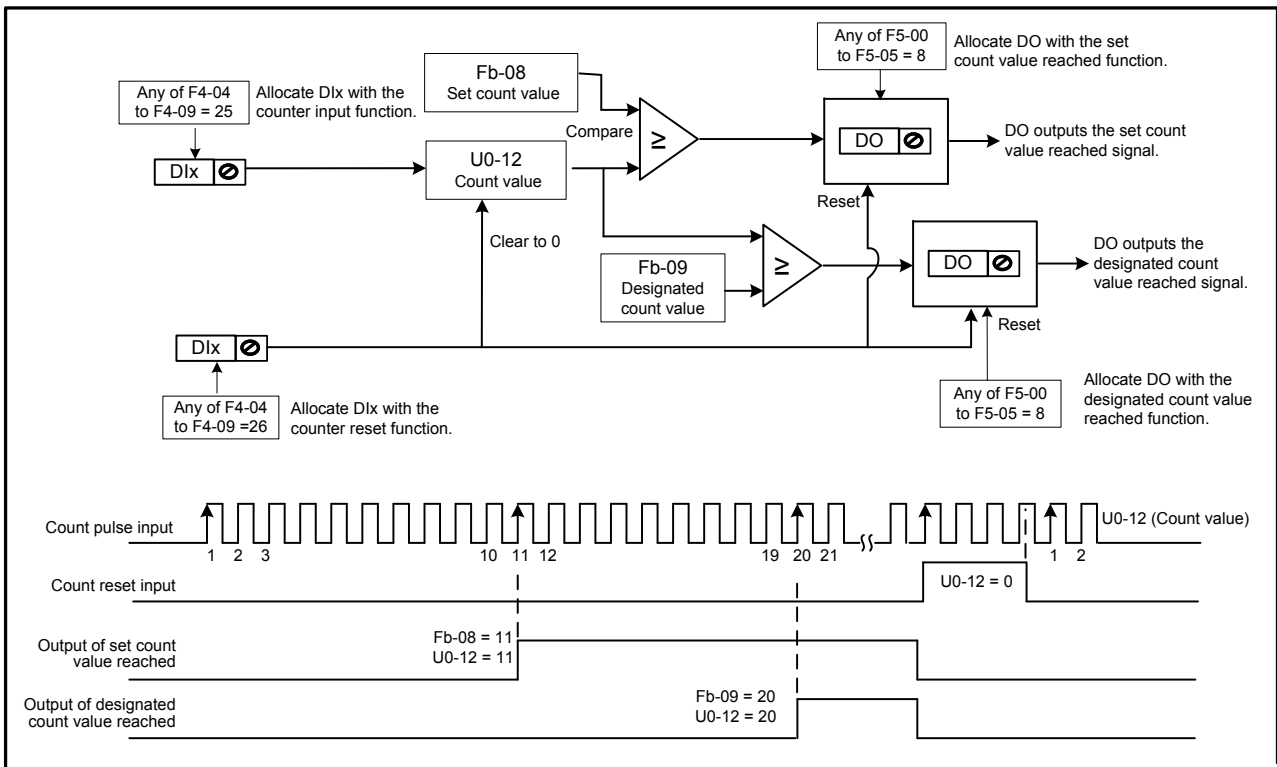 Any of F5-00
to F5-05 = 8
Allocate DO with the set
count value reached function.
Fb-08
Set count value
Any of F4-04
to F4-09 = 25
Allocate DIx with the
counter input function.
Compare
≥
DO
DO outputs the set count
value reached signal.
DIx
U0-12
Count value
Reset
Clear to 0
Fb-09
Designated
count value
≥
DO
DO outputs the
designated count
value reached signal.
Reset
DIx
Any of F4-04
to F4-09 =26
Allocate DIx with the
counter reset function.
Any of F5-00
to F5-05 = 8
Allocate DO with the
designated count value
reached function.
Count pulse input
U0-12 (Count value)
1 2 3 10 11 12 19 20 21 1 2
Count reset input
U0-12 = 0
Output of set count
value reached
Fb-08 = 11
U0-12 = 11
Output of designated
count value reached
Fb-09 = 20
U0-12 = 20